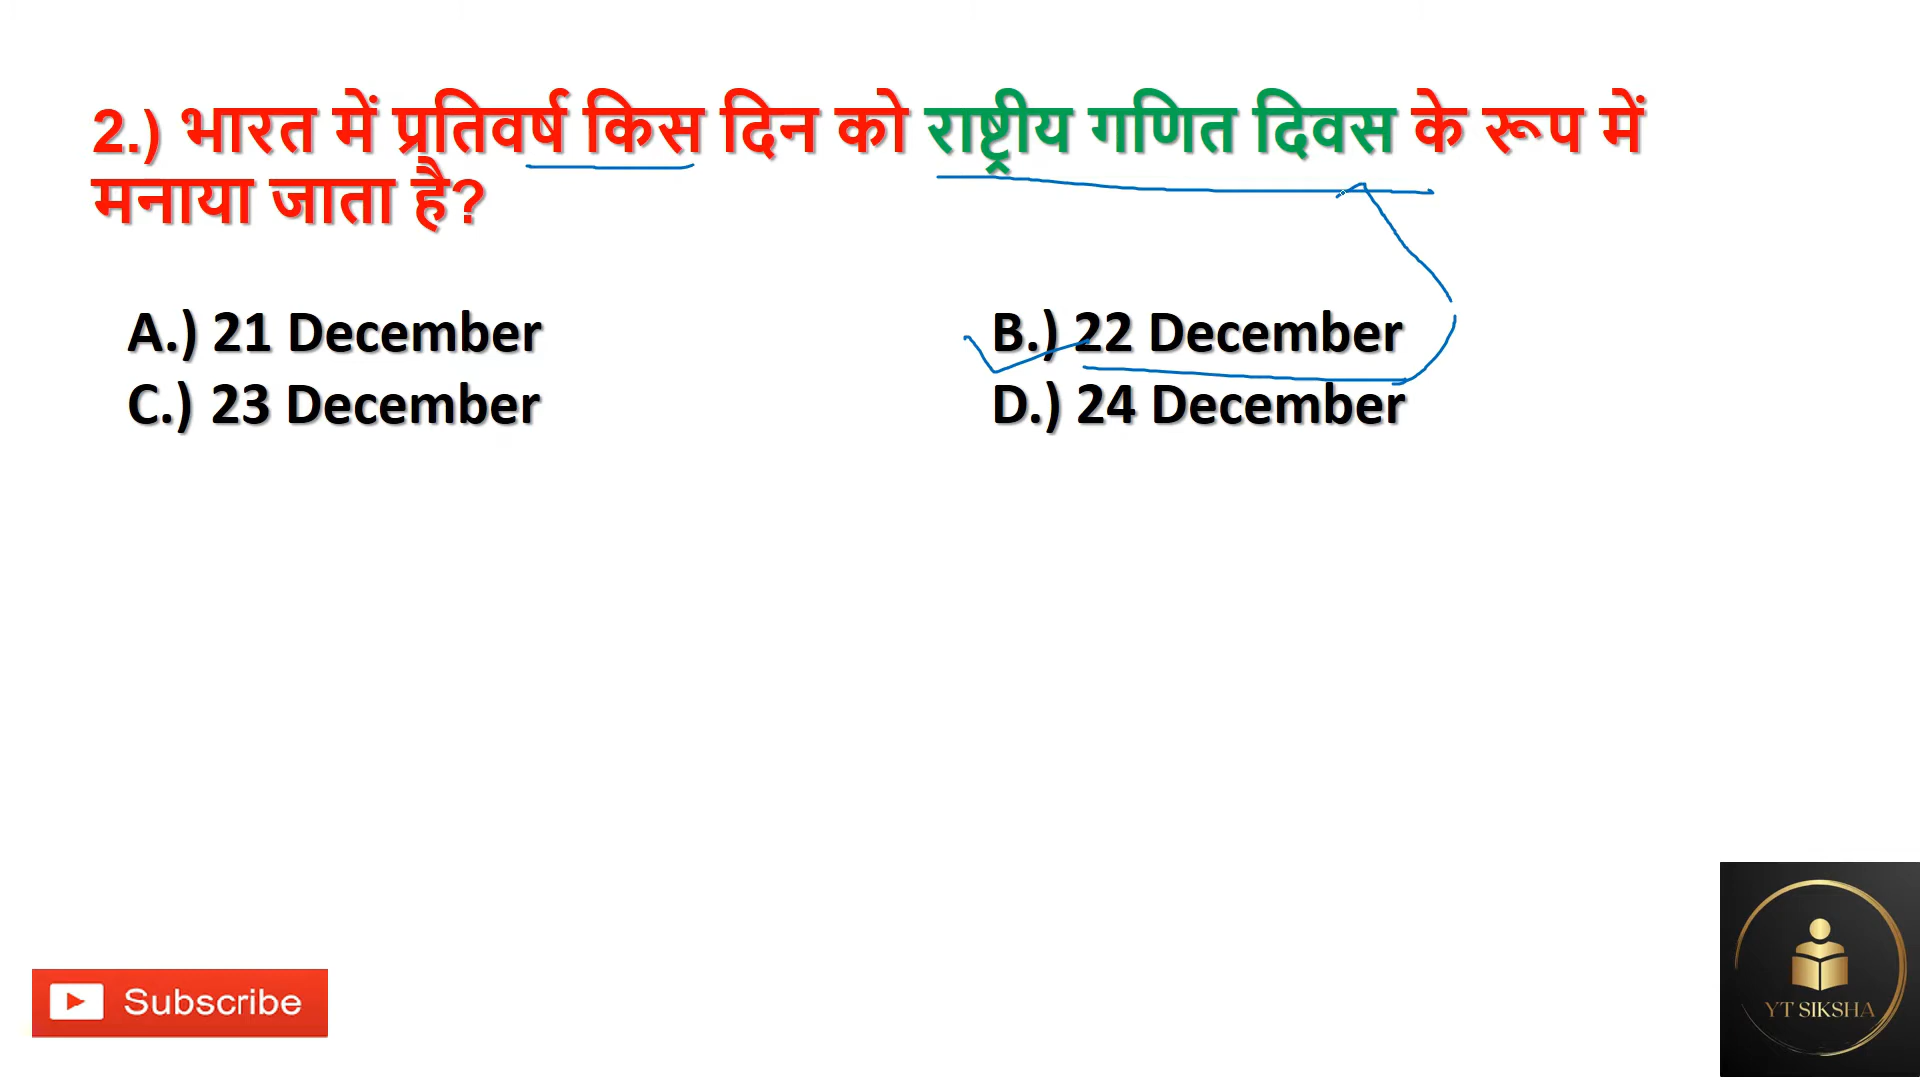 2.) भारत में प्रतिवर्ष किस दिन को राष्ट्रीय गणित दिवस के रूप में
मनाया जाता है?
A.) 21 December
B.) 22 December
C.) 23 December
D.) 24 December
Subscribe
YT SIKSHA